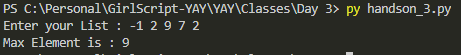 PS C:\Personal\GirlScript-YAY\YAY\Classes\Day 3> py handson_3.py
Enter your List : -1 2 9 7 2
Max Element is : 9